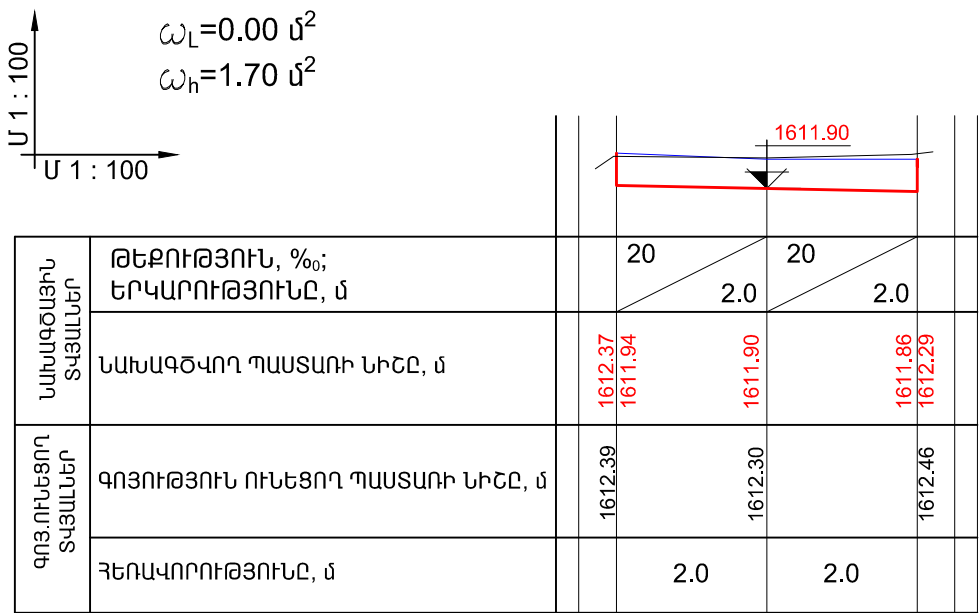 Մ 1 : 100
Մ 1 : 100
ωL=0.00 մ²
ωh=1.70 մ²
1611.90
ՆԱԽԱԳԾԱՅԻՆ
ՏՎՅԱԼՆԵՐ
ԹԵՔՈՒԹՅՈՒՆ, ‰;
ԵՐԿԱՐՈՒԹՅՈՒՆԸ, մ
20 2.0 20 2.0
ՆԱԽԱԳԾՎՈՂ ՊԱՍՏԱՌԻ ՆԻՇԸ, մ
1612.37 1611.94 1611.90 1611.86 1612.29
ԳՈՅ.ՈՒՆԵՑՈՂ
ՏՎՅԱԼՆԵՐ
ԳՈՅՈՒԹՅՈՒՆ ՈՒՆԵՑՈՂ ՊԱՍՏԱՌԻ ՆԻՇԸ, մ
1612.39 1612.30 1612.46
ՀԵՌԱՎՈՐՈՒԹՅՈՒՆԸ, մ
2.0 2.0